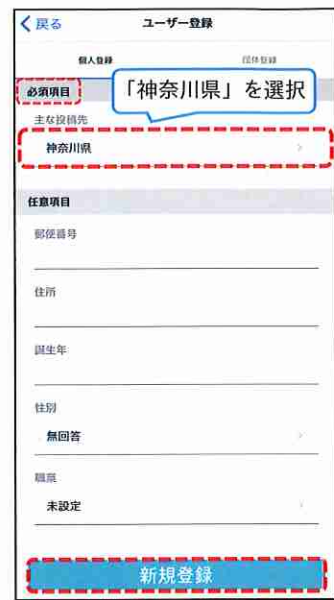 戻る
ユーザー登録
個人登録
団体登録
必須項目
「神奈川県」を選択
主な投稿先
神奈川県
任意項目
郵便番号
住所
誕生年
性別
無回答
職業
未設定
新規登録